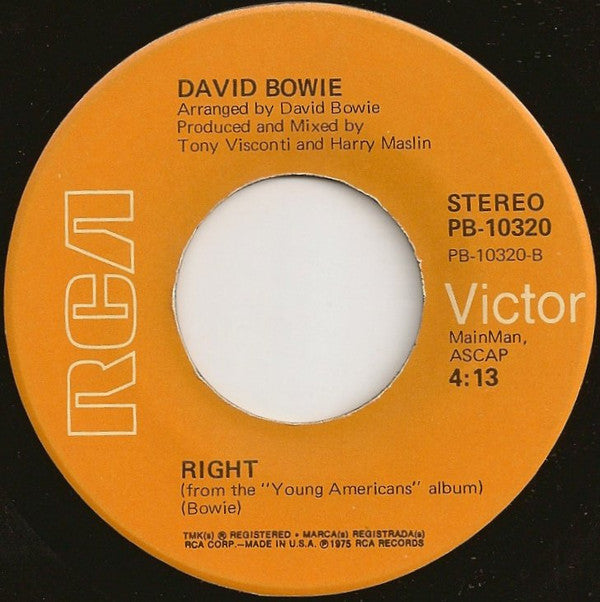 DAVID BOWIE
Arranged by David Bowie
Produced and Mixed by
Tony Visconti and Harry Maslin
RCA
STEREO
PB-10320
PB-10320-B
Victor
MainMan,
ASCAP
4:13
RIGHT
(from the "Young Americans" album)
(Bowie)
TMK(s) ® REGISTERED • MARCA(s) REGISTRADA(s)
RCA CORP.—MADE IN U.S.A. ℗1975 RCA RECORDS